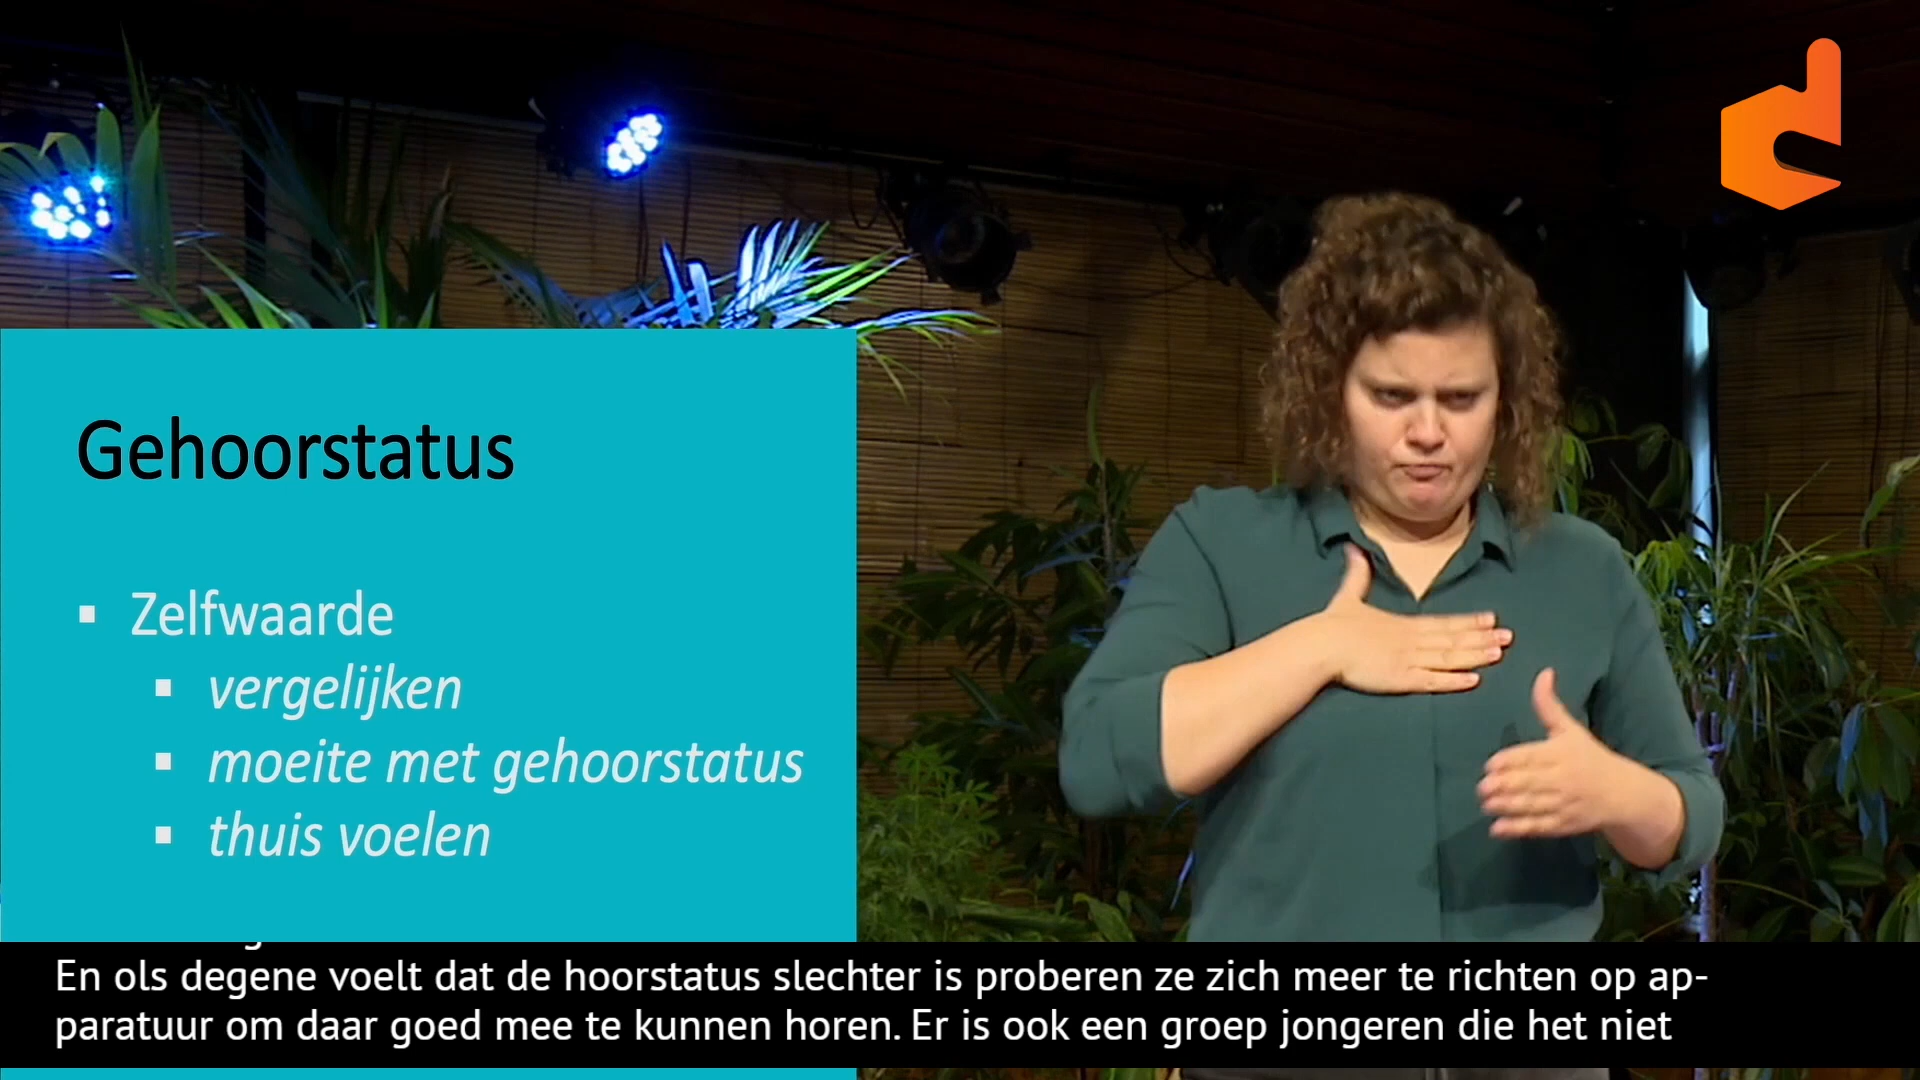 Gehoorstatus
Zelfwaarde
vergelijken
moeite met gehoorstatus
thuis voelen
En ols degene voelt dat de hoorstatus slechter is proberen ze zich meer te richten op ap-
paratuur om daar goed mee te kunnen horen. Er is ook een groep jongeren die het niet